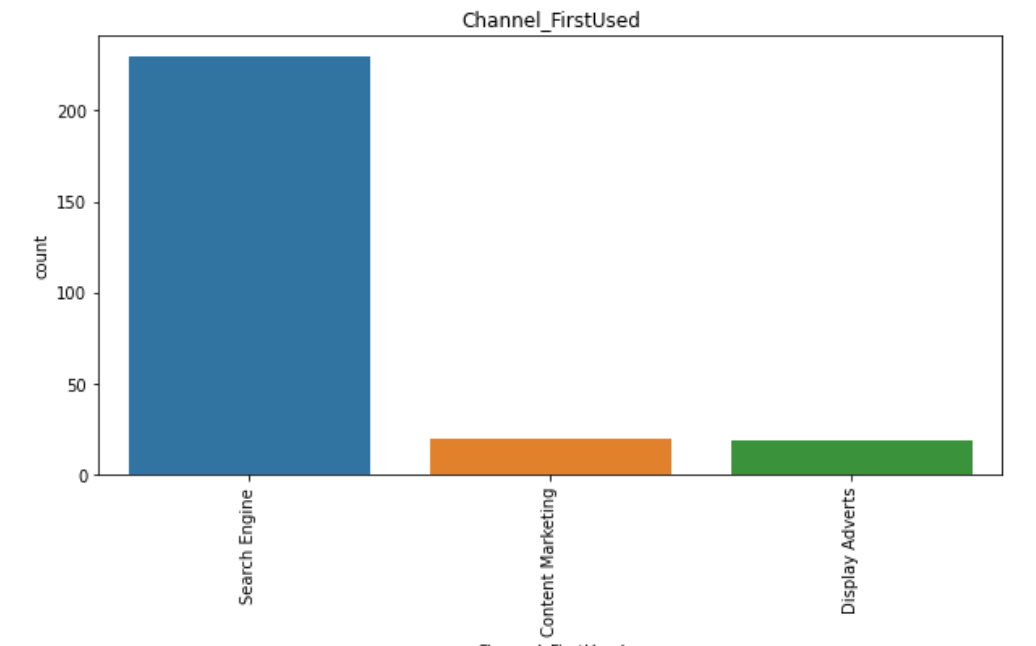 Channel_FirstUsed
count
200
150
100
50
0
Search Engine
Content Marketing
Display Adverts